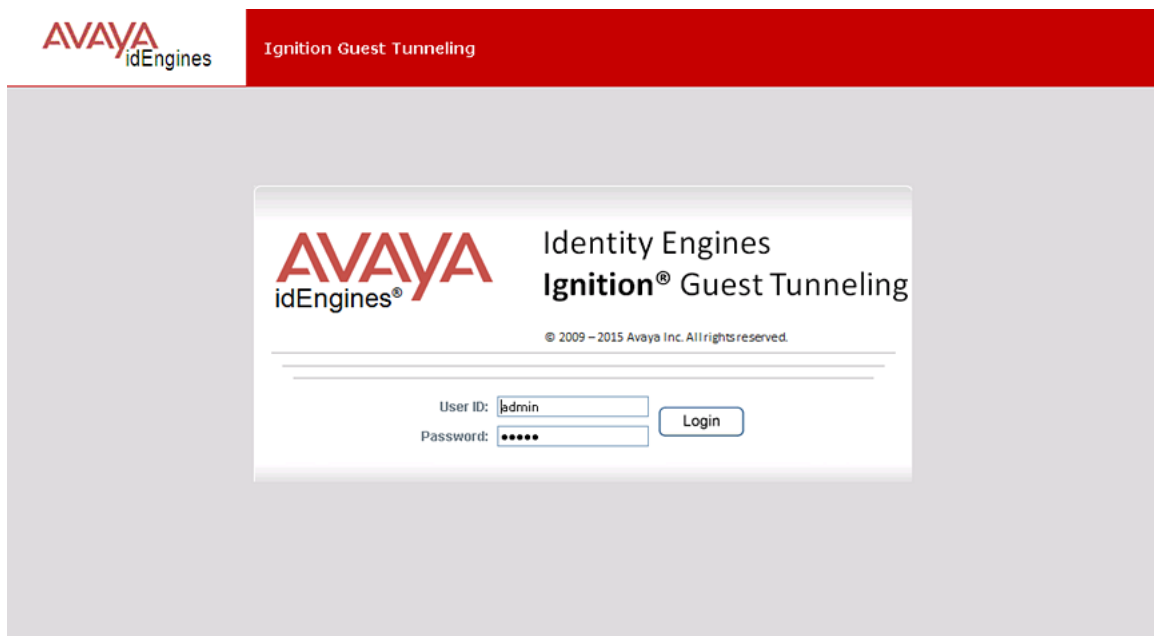 AVAYA
idEngines
Ignition Guest Tunneling
AVAYA
idEngines®
Identity Engines
Ignition® Guest Tunneling
© 2009 – 2015 Avaya Inc. All rights reserved.
User ID: admin
Password: •••••
Login